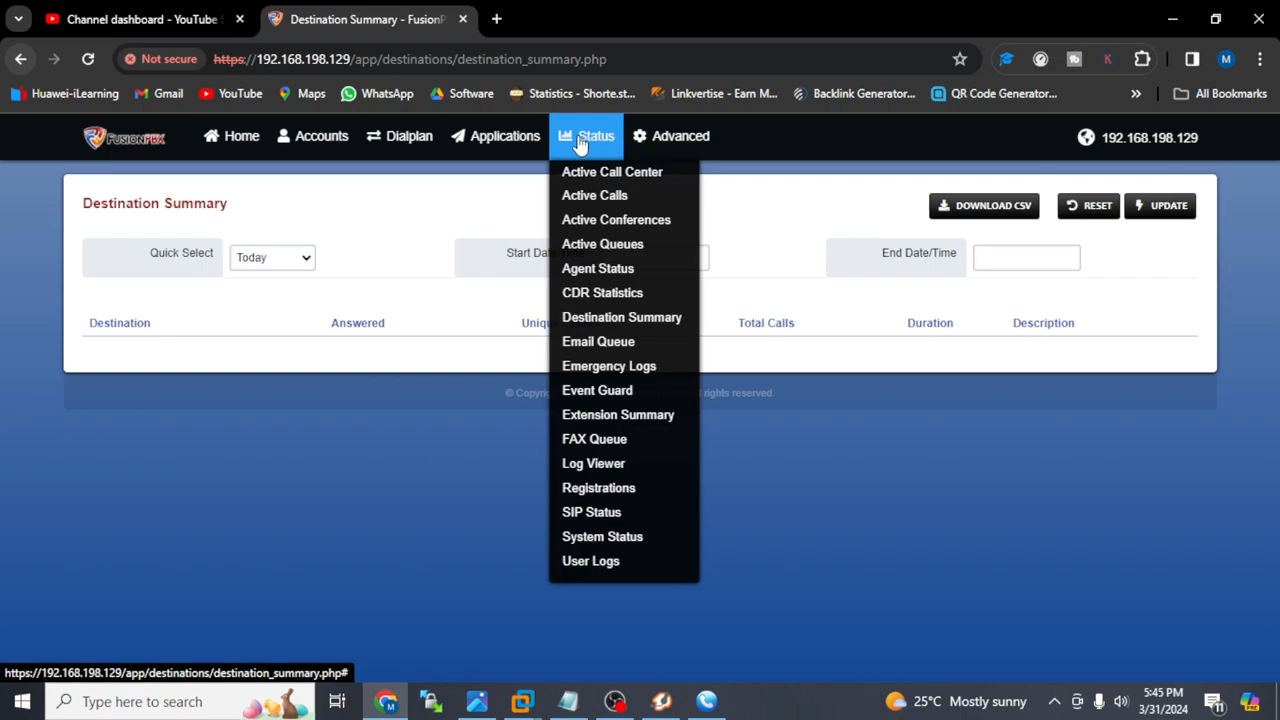 Channel dashboard - YouTube
Destination Summary - FusionP
Not secure
https://192.168.198.129/app/destinations/destination_summary.php
K
M
Huawei-iLearning
Gmail
YouTube
Maps
WhatsApp
Software
Statistics - Shorte.st...
Linkvertise - Earn M...
Backlink Generator...
QR Code Generator...
All Bookmarks
FUSIONPBX
Home
Accounts
Dialplan
Applications
Status
Advanced
192.168.198.129
Active Call Center
Active Calls
Active Conferences
Active Queues
Agent Status
CDR Statistics
Destination Summary
Email Queue
Emergency Logs
Event Guard
Extension Summary
FAX Queue
Log Viewer
Registrations
SIP Status
System Status
User Logs
Destination Summary
DOWNLOAD CSV
RESET
UPDATE
Quick Select
Today
Start Da
End Date/Time
Destination
Answered
Uniqu
Total Calls
Duration
Description
© Copyri
rights reserved.
https://192.168.198.129/app/destinations/destination_summary.php#
Type here to search
25°C Mostly sunny
5:45 PM
3/31/2024